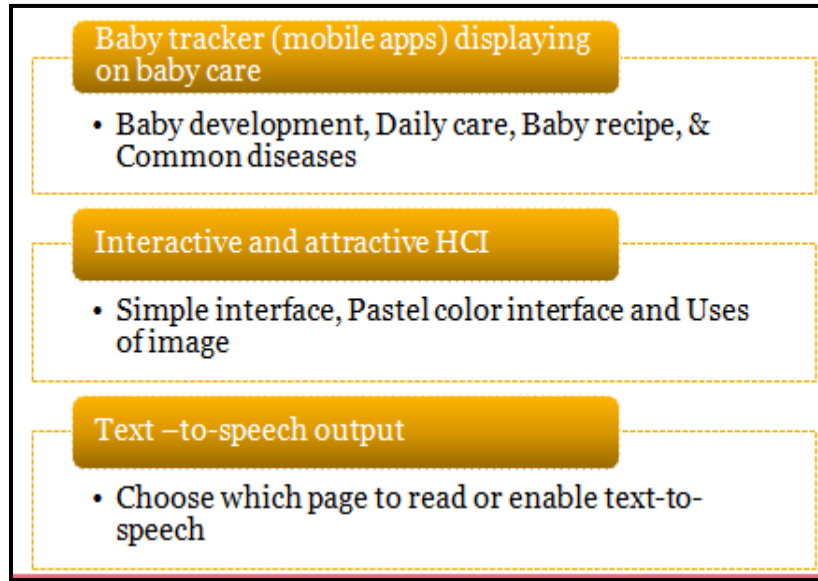 Baby tracker (mobile apps) displaying
on baby care
• Baby development, Daily care, Baby recipe, &
Common diseases
Interactive and attractive HCI
• Simple interface, Pastel color interface and Uses
of image
Text –to-speech output
• Choose which page to read or enable text-to-
speech